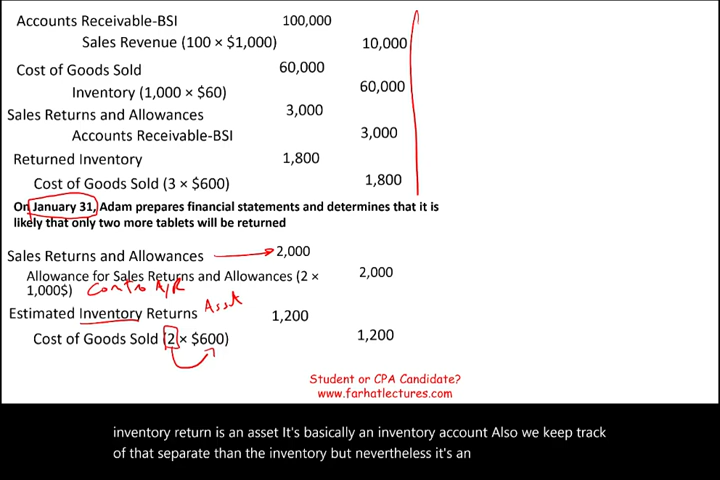 Accounts Receivable-BSI 100,000
Sales Revenue (100 × $1,000) 10,000
Cost of Goods Sold 60,000
Inventory (1,000 × $60) 60,000
Sales Returns and Allowances 3,000
Accounts Receivable-BSI 3,000
Returned Inventory 1,800
Cost of Goods Sold (3 × $600) 1,800
On January 31, Adam prepares financial statements and determines that it is
likely that only two more tablets will be returned
Sales Returns and Allowances 2,000
Allowance for Sales Returns and Allowances (2 × 2,000
1,000$) Contra A/R
Estimated Inventory Returns Asset 1,200
Cost of Goods Sold (2 × $600) 1,200
Student or CPA Candidate?
www.farhatlectures.com
inventory return is an asset It's basically an inventory account Also we keep track
of that separate than the inventory but nevertheless it's an